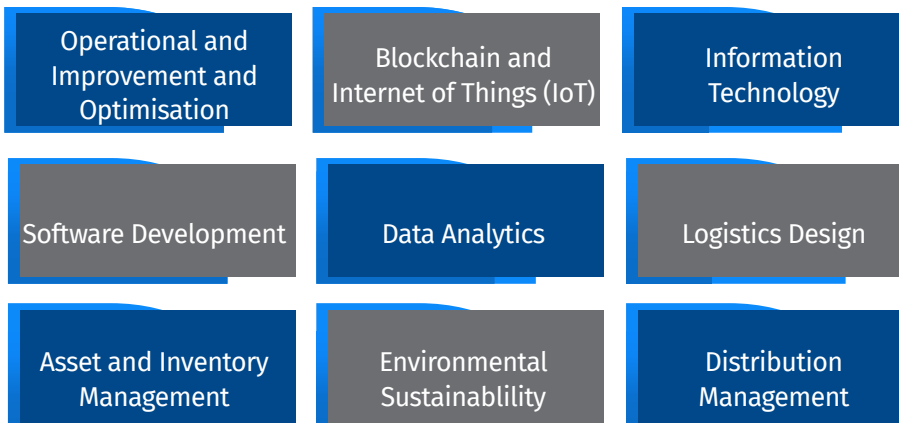 Operational and
Improvement and
Optimisation
Blockchain and
Internet of Things (IoT)
Information
Technology
Software Development
Data Analytics
Logistics Design
Asset and Inventory
Management
Environmental
Sustainablility
Distribution
Management